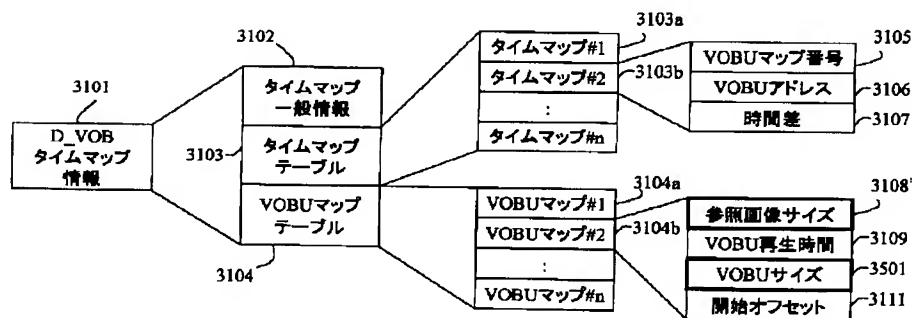 3101
D_VOB
タイムマップ
情報
3102
タイムマップ
一般情報
3103
タイムマップ
テーブル
VOBUマップ
テーブル
3104
3103a
タイムマップ#1
タイムマップ#2
3103b
:
タイムマップ#n
3104a
VOBUマップ#1
VOBUマップ#2
3104b
:
VOBUマップ#n
VOBUマップ番号
3105
VOBUアドレス
3106
時間差
3107
参照画像サイズ
3108'
VOBU再生時間
3109
VOBUサイズ
3501
開始オフセット
3111